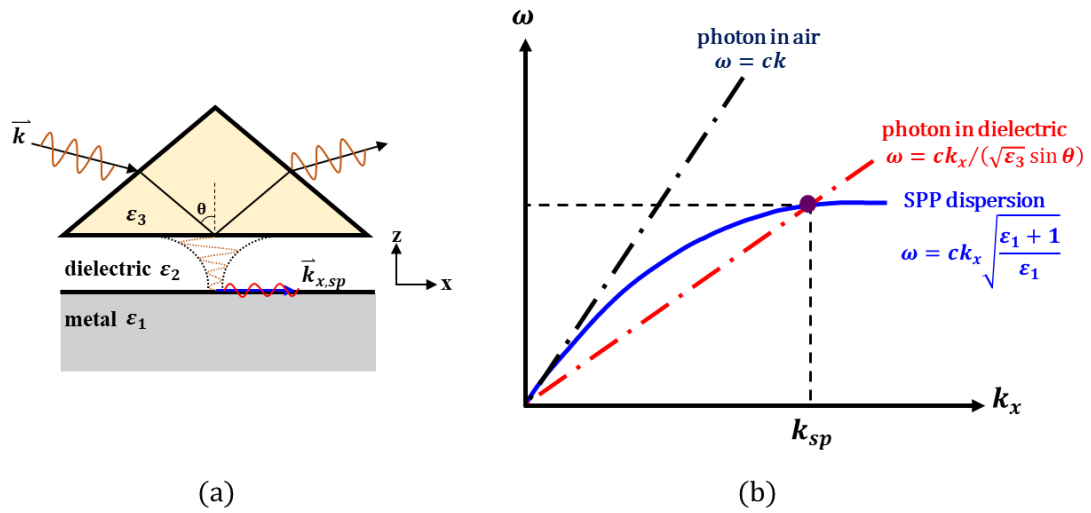 k⃗
θ
ε₃
z
dielectric ε₂
k⃗ₓ,ₛₚ
x
metal ε₁
(a)
ω
photon in air
ω = ck
photon in dielectric
ω = ckₓ/(√ε₃ sin θ)
SPP dispersion
ω = ckₓ√((ε₁ + 1)/ε₁)
kₓ
kₛₚ
(b)